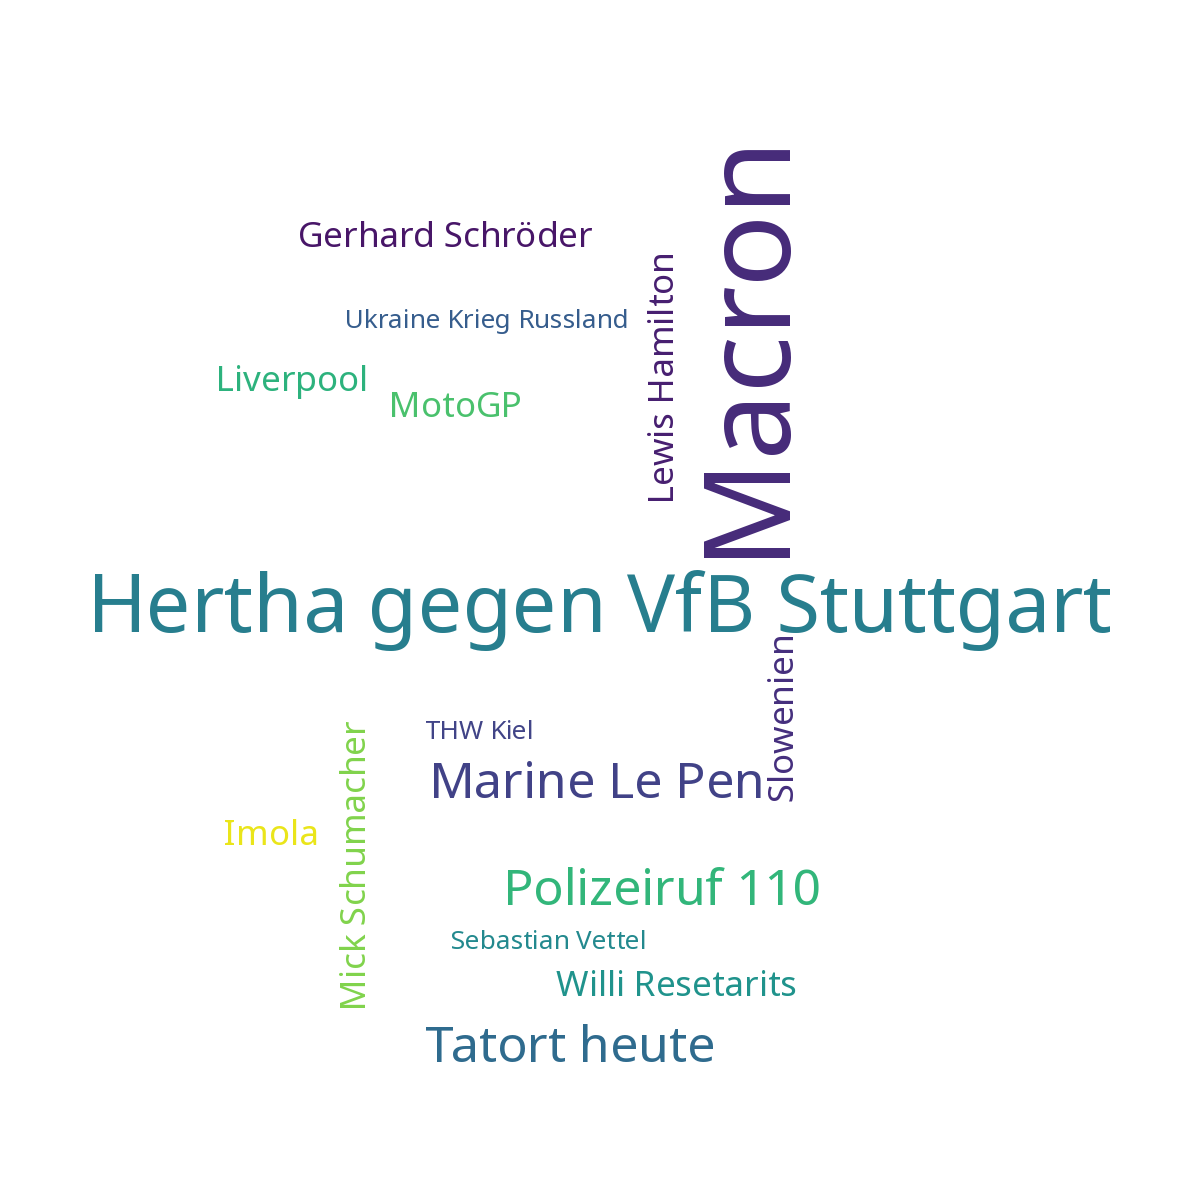 Macron
Gerhard Schröder
Lewis Hamilton
Ukraine Krieg Russland
Liverpool
MotoGP
Hertha gegen VfB Stuttgart
Slowenien
THW Kiel
Mick Schumacher
Marine Le Pen
Imola
Polizeiruf 110
Sebastian Vettel
Willi Resetarits
Tatort heute